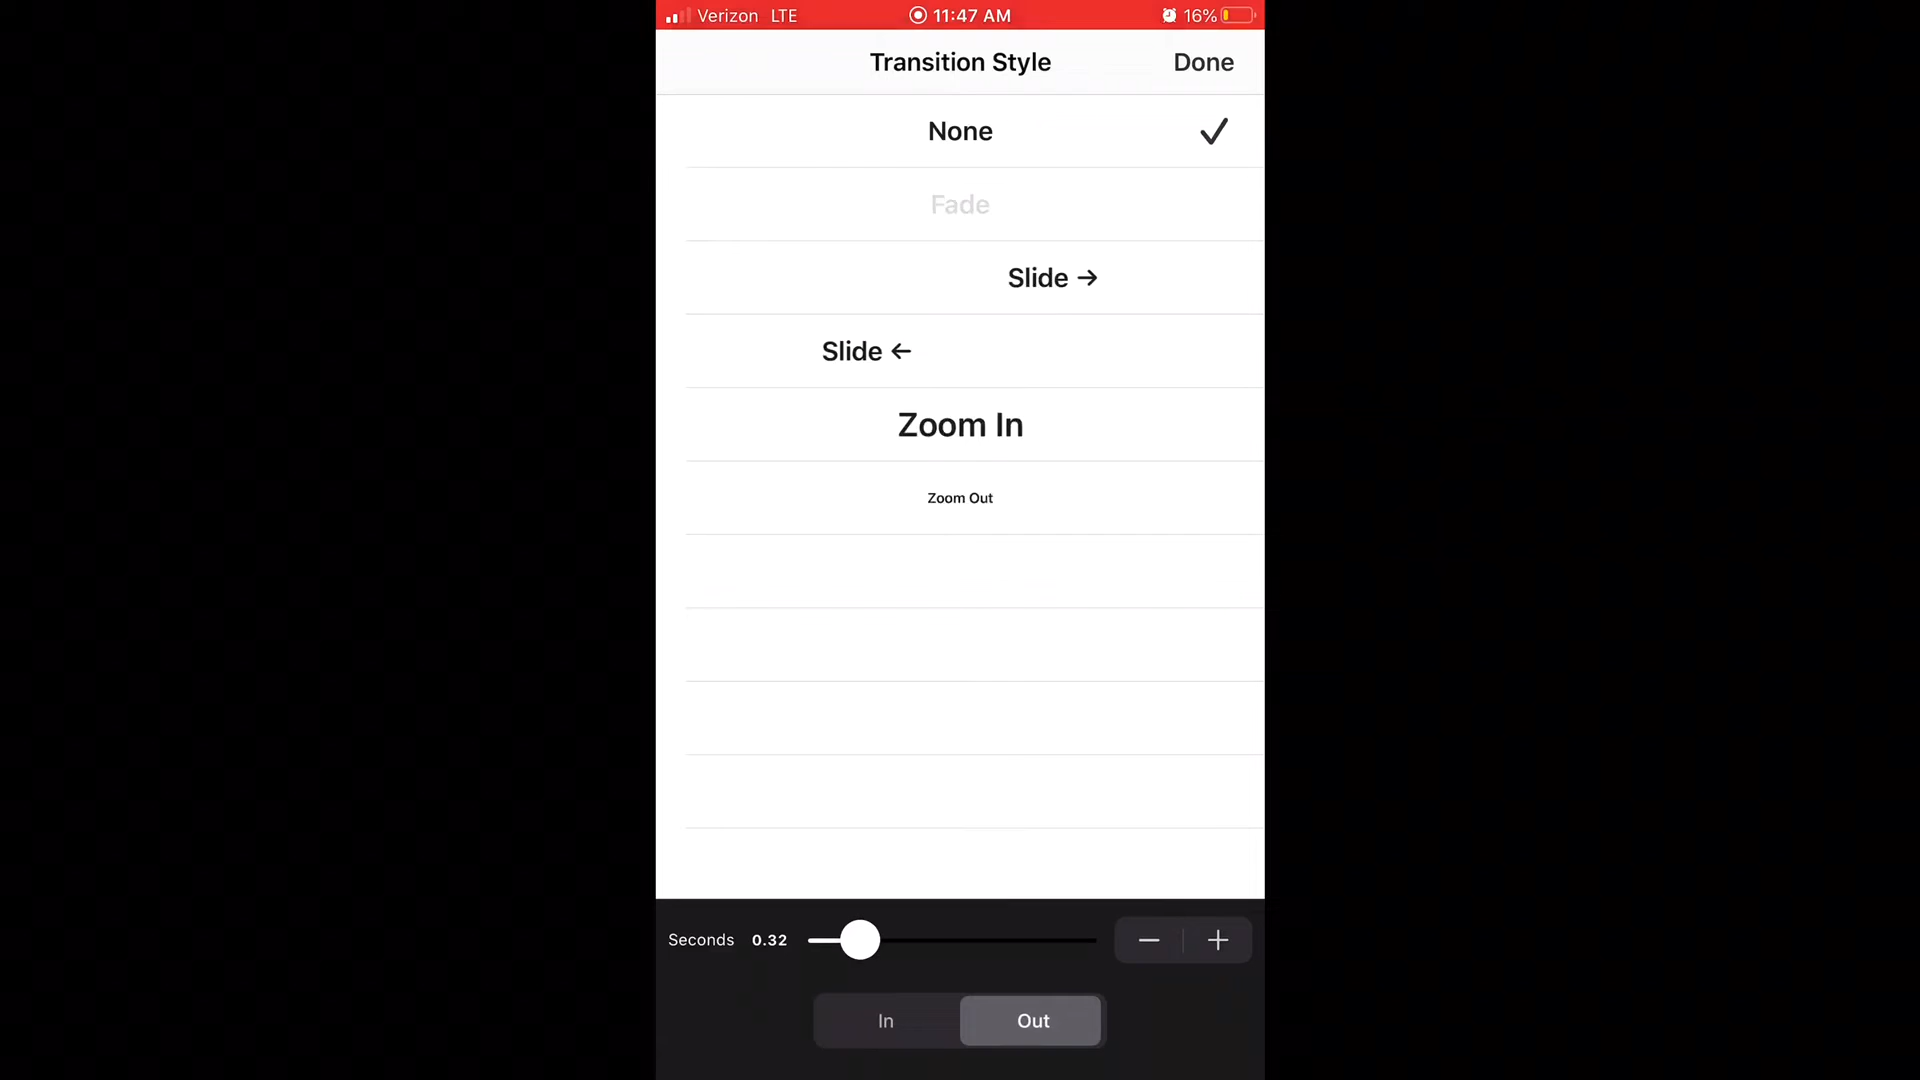 Verizon LTE 11:47 AM 16%
Transition Style Done
None
Fade
Slide →
Slide ←
Zoom In
Zoom Out
Seconds 0.32
In Out